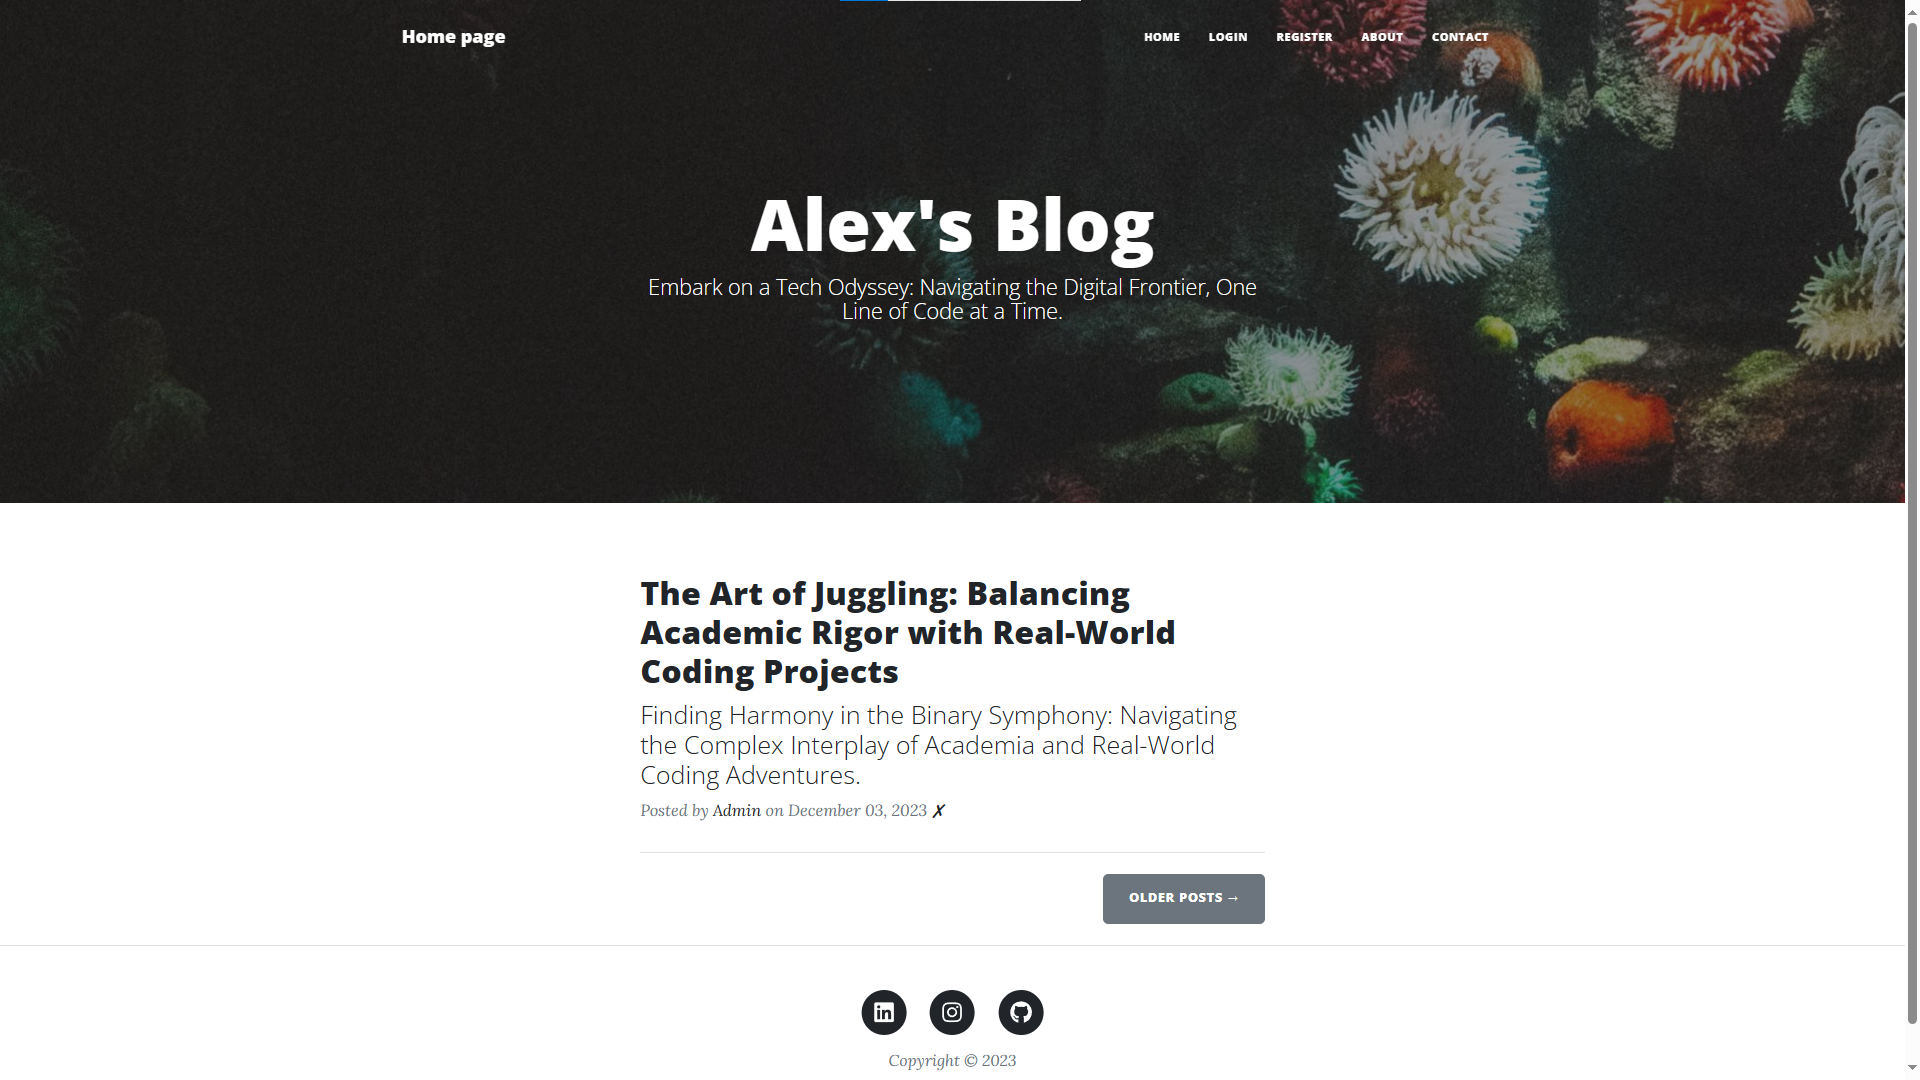 Home page
HOME LOGIN REGISTER ABOUT CONTACT
Alex's Blog
Embark on a Tech Odyssey: Navigating the Digital Frontier, One
Line of Code at a Time.
The Art of Juggling: Balancing
Academic Rigor with Real-World
Coding Projects
Finding Harmony in the Binary Symphony: Navigating
the Complex Interplay of Academia and Real-World
Coding Adventures.
Posted by Admin on December 03, 2023 ✗
OLDER POSTS →
in
Copyright © 2023